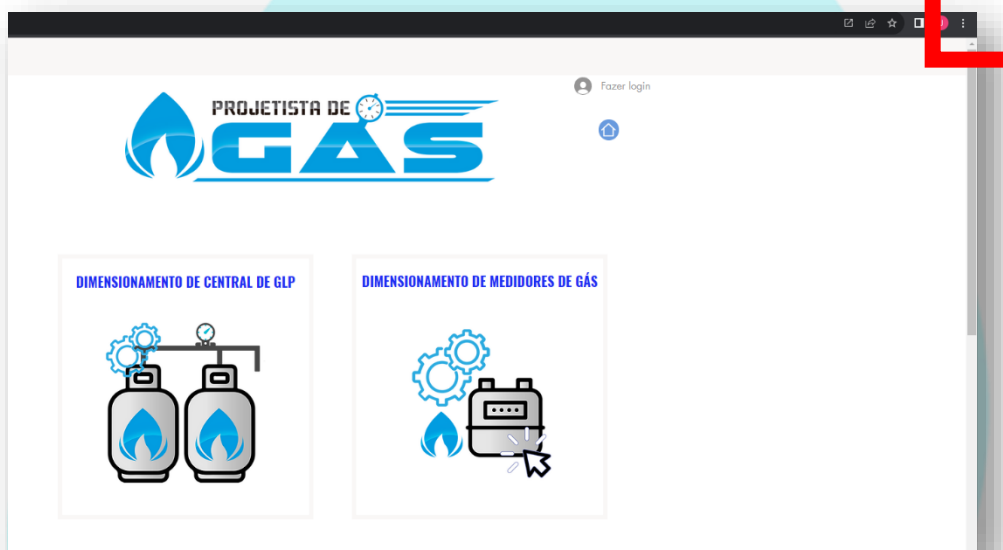 Fazer login
PROJETISTA DE
GÁS
DIMENSIONAMENTO DE CENTRAL DE GLP
DIMENSIONAMENTO DE MEDIDORES DE GÁS